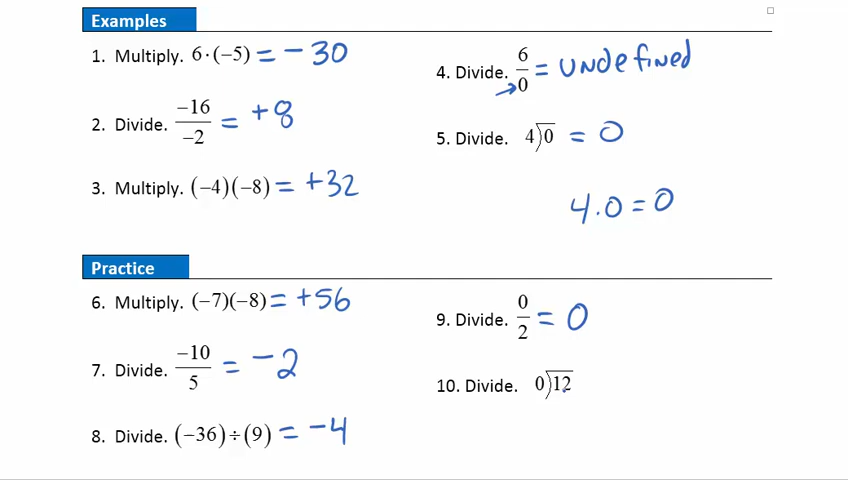 Examples
1. Multiply. 6·(−5) = −30
2. Divide. −16/−2 = +8
3. Multiply. (−4)(−8) = +32
4. Divide. 6/0 = undefined
5. Divide. 4)0 = 0
4·0 = 0
Practice
6. Multiply. (−7)(−8) = +56
7. Divide. −10/5 = −2
8. Divide. (−36)÷(9) = −4
9. Divide. 0/2 = 0
10. Divide. 0)12